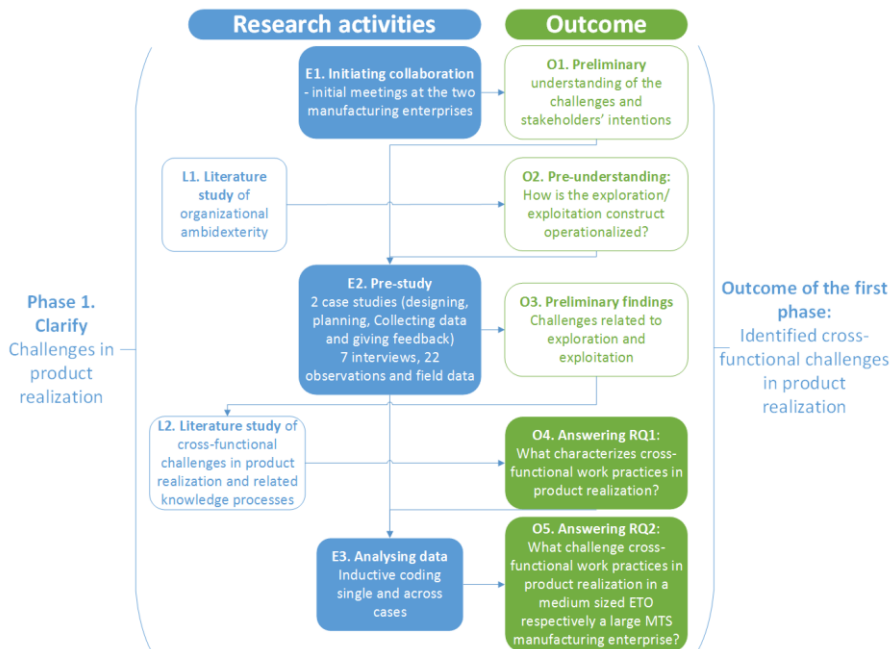 Research activities
Outcome
E1. Initiating collaboration
- initial meetings at the two
manufacturing enterprises
O1. Preliminary
understanding of the
challenges and
stakeholders' intentions
L1. Literature
study of
organizational
ambidexterity
O2. Pre-understanding:
How is the exploration/
exploitation construct
operationalized?
Phase 1.
Clarify
Challenges in
product
realization
E2. Pre-study
2 case studies (designing,
planning, Collecting data
and giving feedback)
7 interviews, 22
observations and field data
O3. Preliminary findings
Challenges related to
exploration and
exploitation
Outcome of the first
phase:
Identified cross-
functional challenges
in product
realization
L2. Literature study of
cross-functional
challenges in product
realization and related
knowledge processes
O4. Answering RQ1:
What characterizes cross-
functional work practices in
product realization?
E3. Analysing data
Inductive coding
single and across
cases
O5. Answering RQ2:
What challenge cross-
functional work practices in
product realization in a
medium sized ETO
respectively a large MTS
manufacturing enterprise?